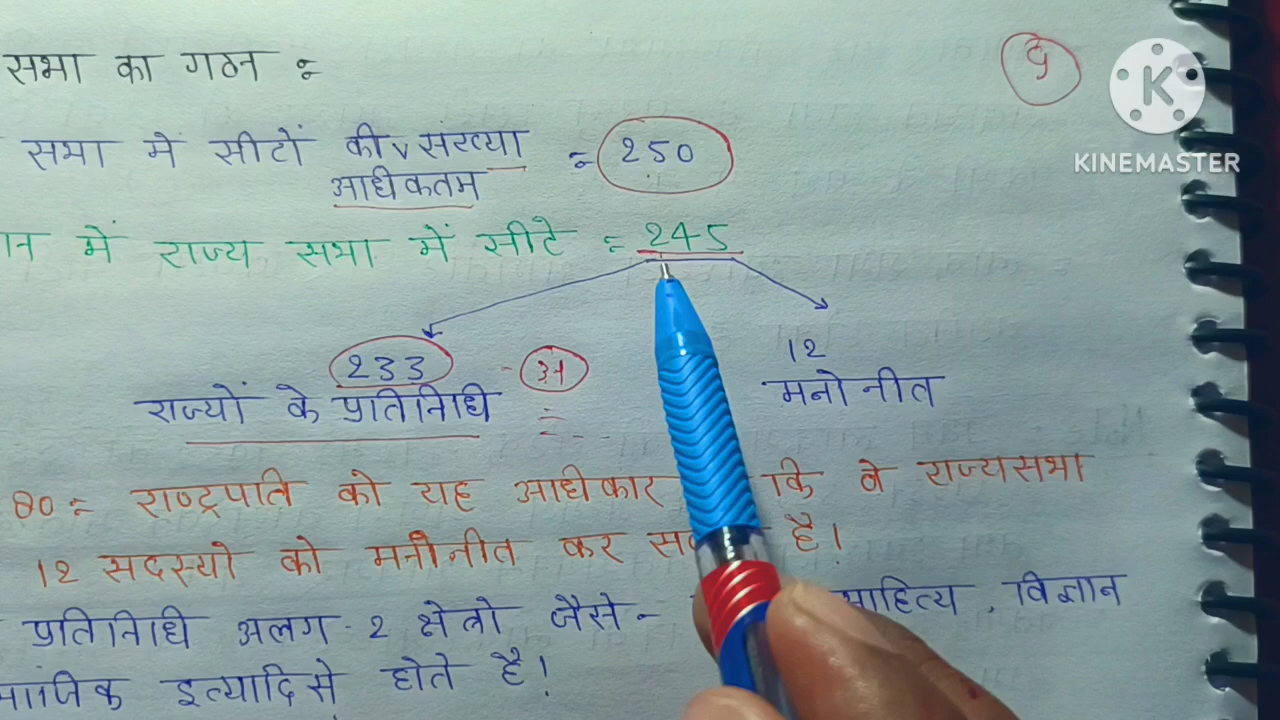 सभा का गठन :-
9
K
KINEMASTER
सभा में सीटों की संख्या = 250
अधिकतम
में राज्य सभा में सीटे = 245
233 12
राज्यों के प्रतिनिधि मनोनीत
80 = राष्ट्रपति को यह अधिकार कि वे राज्यसभा
12 सदस्यो को मनोनीत कर है।
प्रतिनिधि अलग-2 क्षेत्रो जैसे- साहित्य, विज्ञान
इत्यादि से होते है!